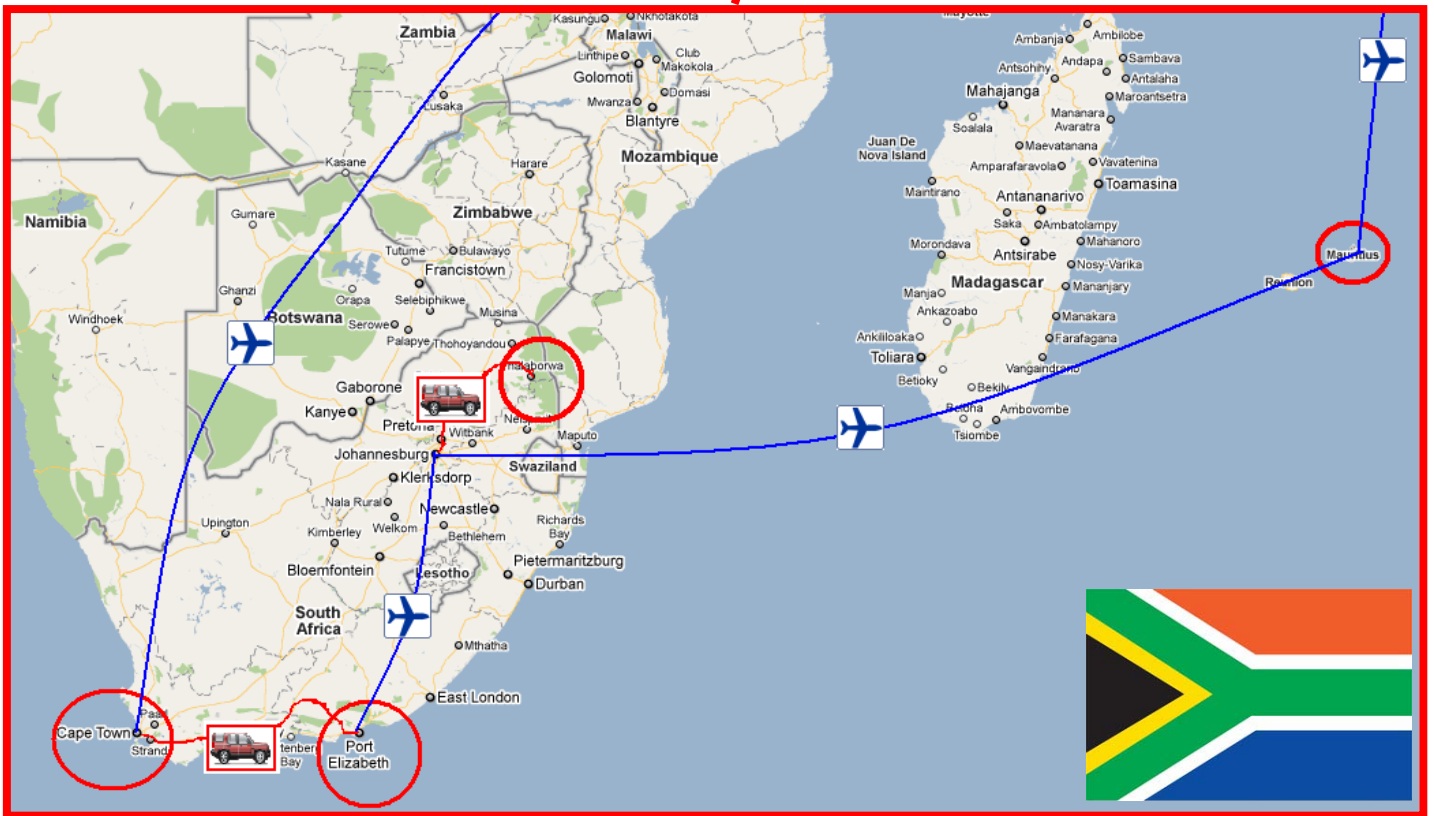 Kasungu
Nkhotakota
Zambia
Malawi
Linthipe
Club
Makokola
Golomoti
Lusaka
Mwanza
Domasi
Blantyre
Mozambique
Kasane
Harare
Namibia
Gumare
Zimbabwe
Tutume
Bulawayo
Francistown
Ghanzi
Orapa
Selebiphikwe
Windhoek
Botswana
Serowe
Musina
Palapye
Thohoyandou
Gaborone
Kanye
Pretoria
Witbank
Maputo
Johannesburg
Swaziland
Klerksdorp
Nala Rural
Newcastle
Upington
Kimberley
Welkom
Bethlehem
Richards
Bay
Bloemfontein
Lesotho
Pietermaritzburg
Durban
South
Africa
Mthatha
East London
Cape Town
Strand
Bay
Port
Elizabeth
Ambanja
Ambilobe
Antsohihy
Andapa
Sambava
Antalaha
Mahajanga
Maroantsetra
Soalala
Mananara
Avaratra
Juan De
Nova Island
Maevatanana
Amparafaravola
Vavatenina
Maintirano
Toamasina
Antananarivo
Saka
Ambatolampy
Morondava
Mahanoro
Antsirabe
Nosy-Varika
Madagascar
Mananjary
Manja
Ankazoabo
Manakara
Ankililoaka
Farafagana
Toliara
Vangaindrano
Betioky
Bekily
Beloha
Ambovombe
Tsiombe
Mauritius
Reunion